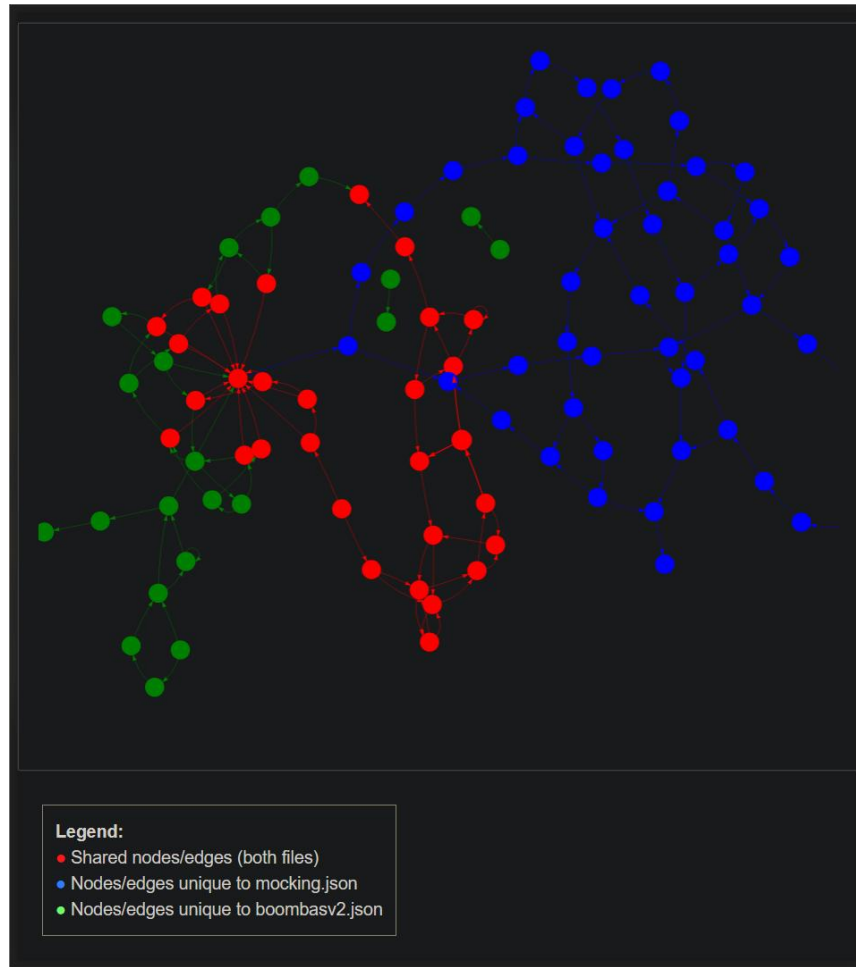 Legend:
Shared nodes/edges (both files)
Nodes/edges unique to mocking.json
Nodes/edges unique to boombasv2.json